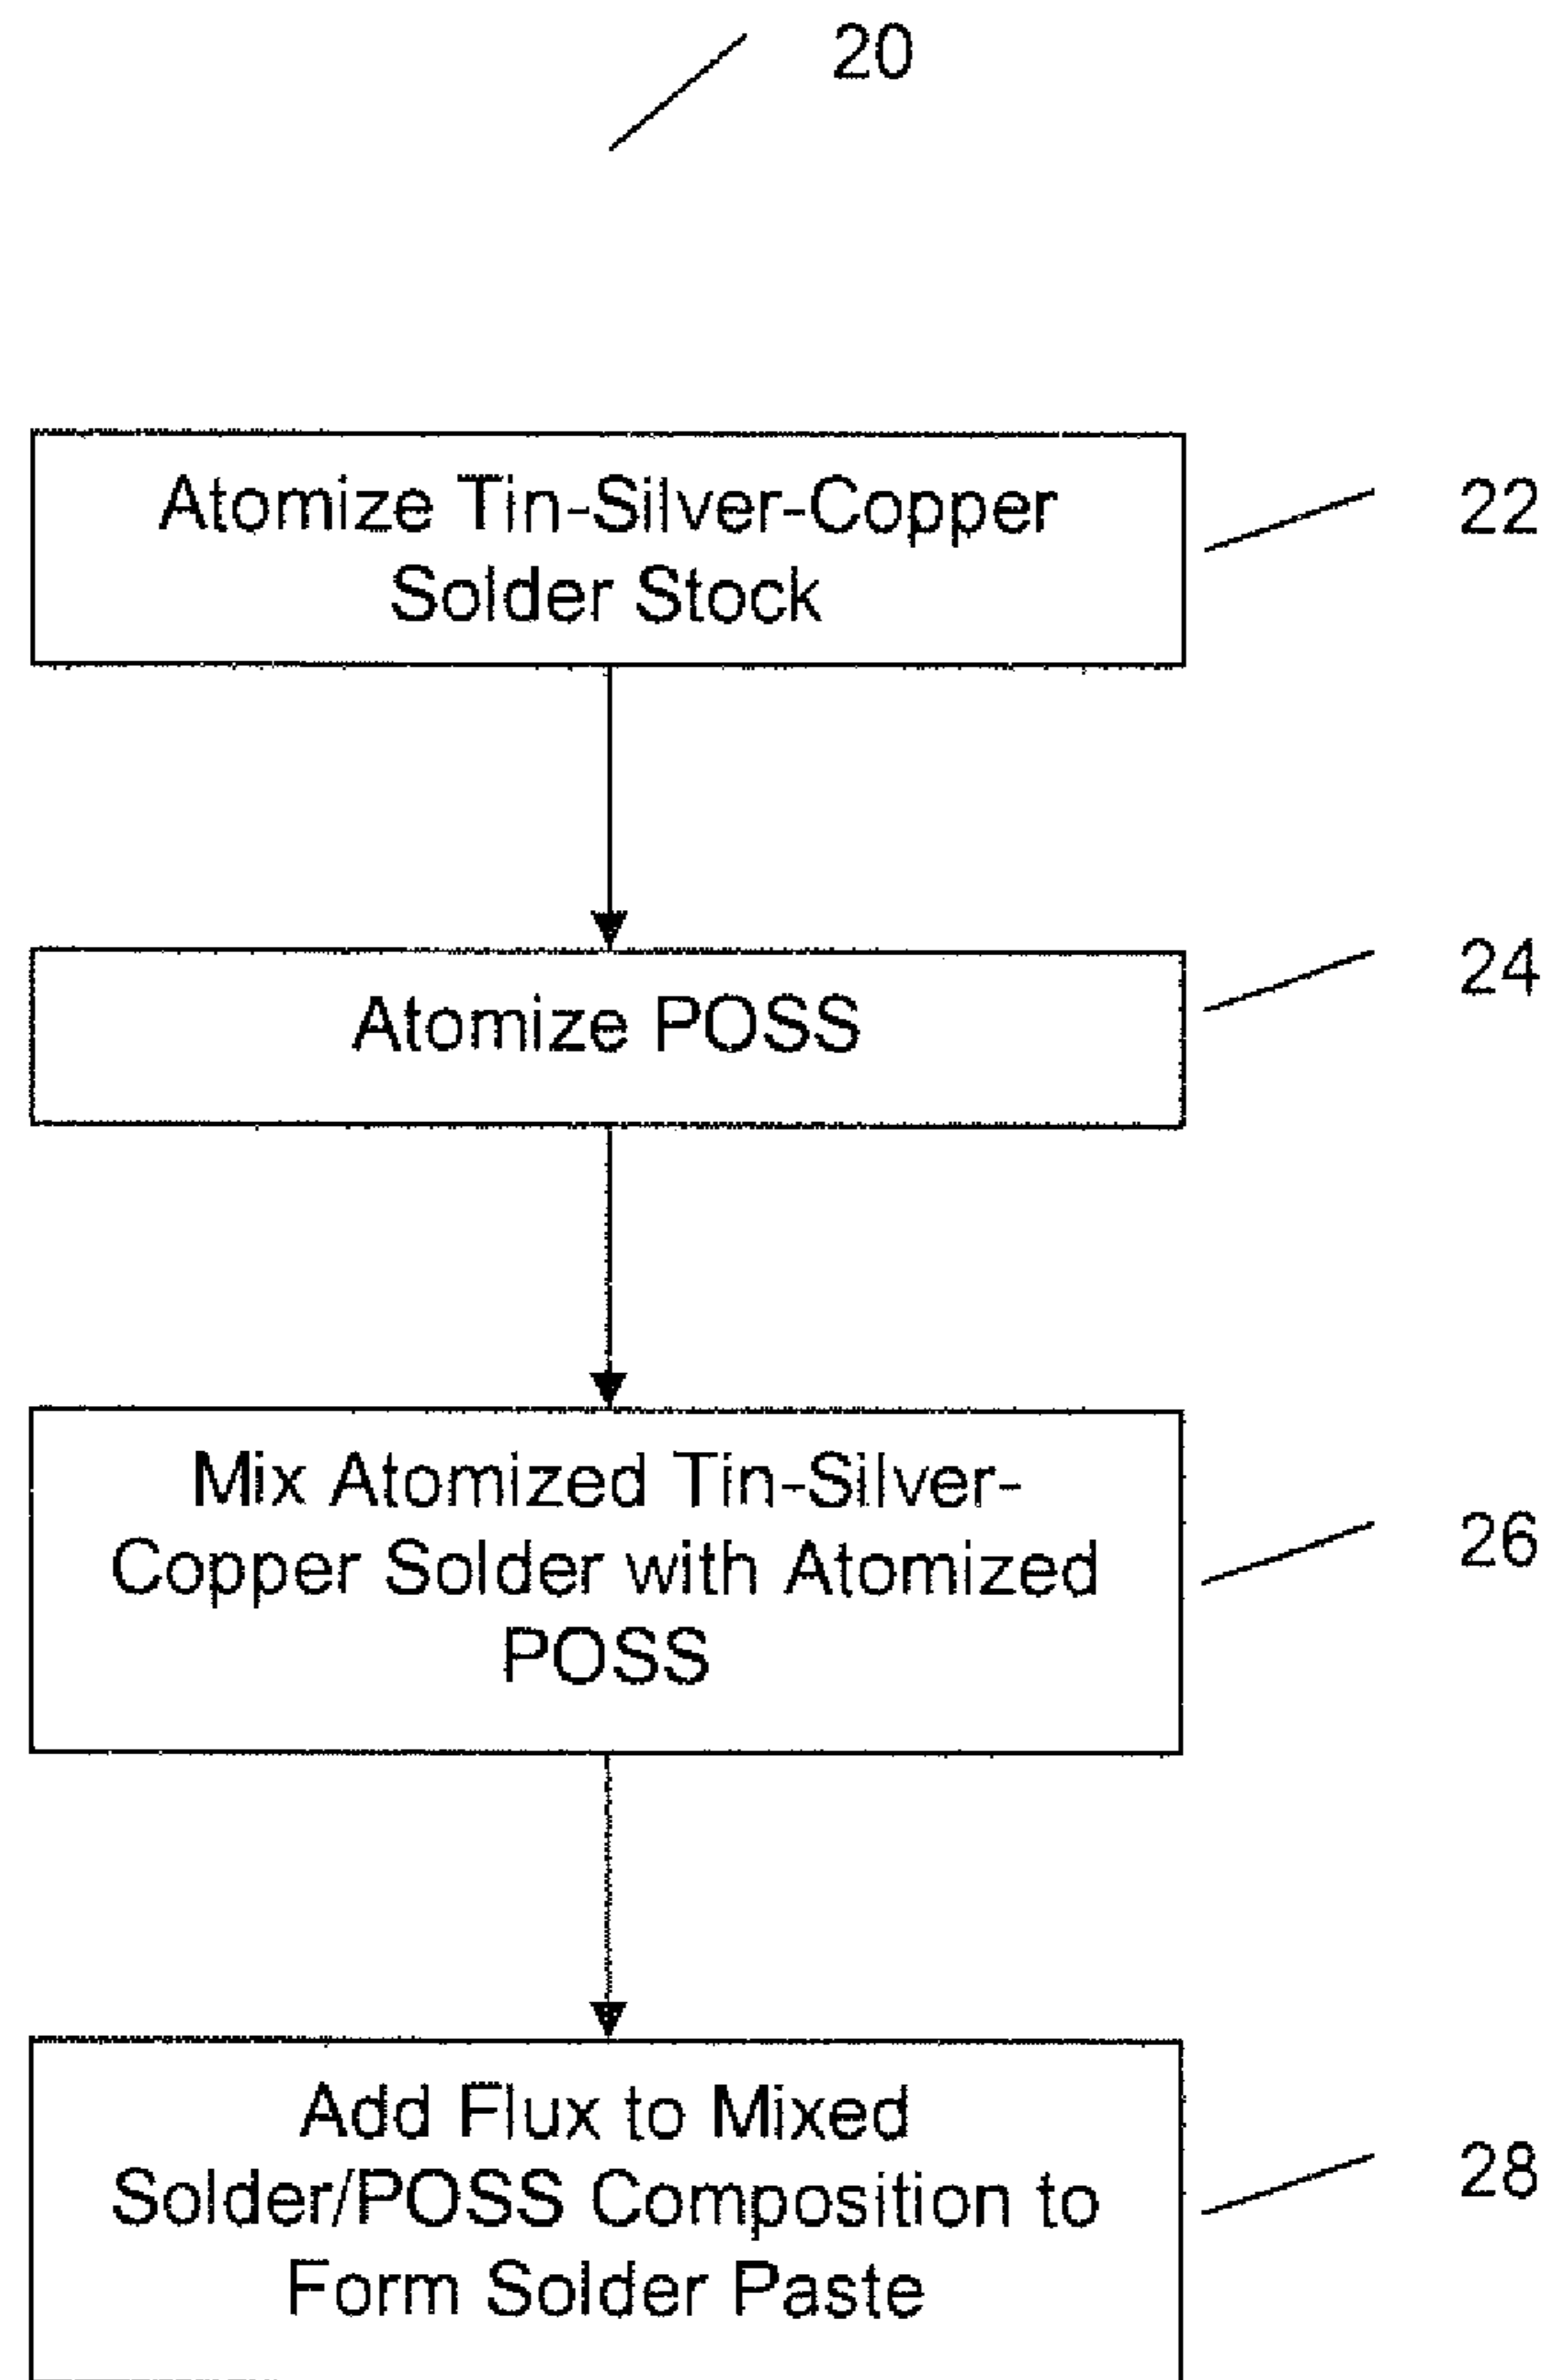 20
Atomize Tin-Silver-Copper
Solder Stock
22
Atomize POSS
24
Mix Atomized Tin-Silver-
Copper Solder with Atomized
POSS
26
Add Flux to Mixed
Solder/POSS Composition to
Form Solder Paste
28